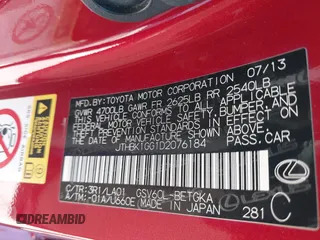 MFD.BY:TOYOTA MOTOR CORPORATION 07/13
GVWR 4700LB GAWR FR 2625LB RR 2540LB
THIS VEHICLE CONFORMS TO ALL APPLICABLE
FEDERAL MOTOR VEHICLE SAFETY, BUMPER, AND
THEFT PREVENTION STANDARDS IN EFFECT ON
THE DATE OF MANUFACTURE SHOWN ABOVE.
JTHBK1GG1D2076184 PASS.CAR
C/TR:3R1/LA01 GSV60L-BETGKA
A/TM:-01A/U660E MADE IN JAPAN 281 C
DREAMBID